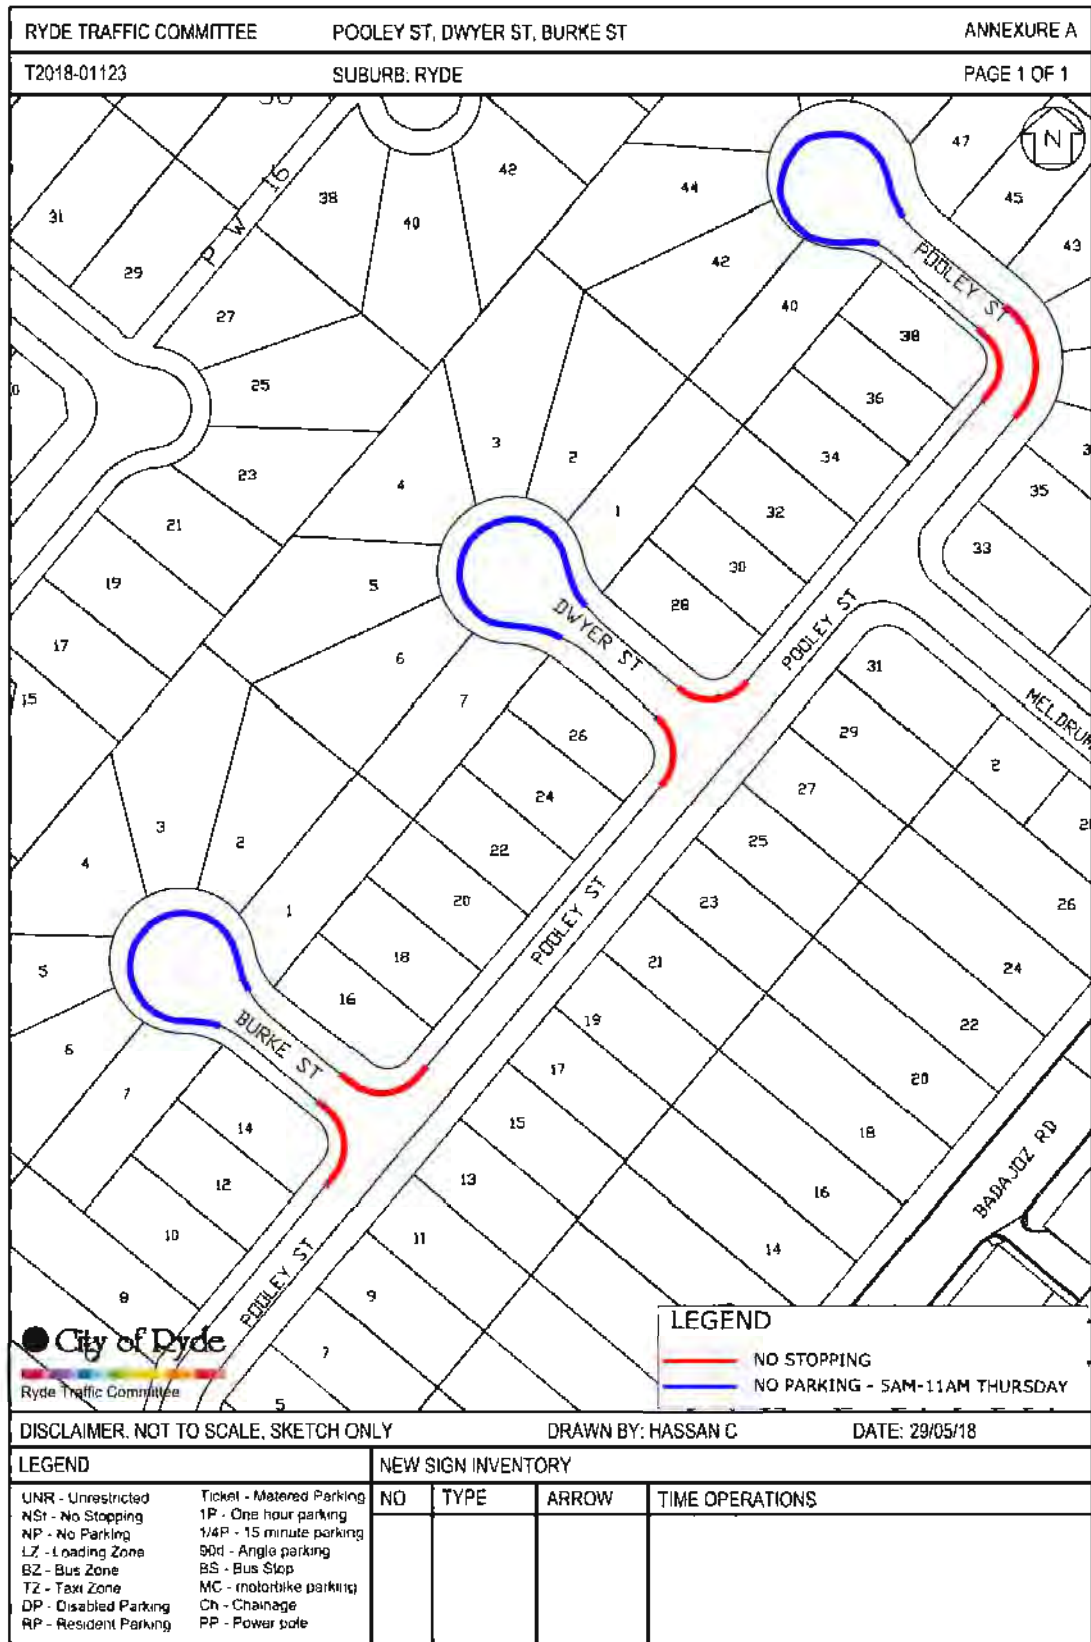 RYDE TRAFFIC COMMITTEE POOLEY ST, DWYER ST, BURKE ST ANNEXURE A
T2018-01123 SUBURB: RYDE PAGE 1 OF 1
N
47
45
43
16
P W
31
29
38
40
42
44
42
40
POOLEY ST
27
25
23
21
19
17
15
38
36
34
32
30
28
35
33
3
2
1
4
5
6
7
DWYER ST
POOLEY ST
MELDRUM
31
29
27
2
26
24
22
20
18
16
25
23
21
19
17
15
13
11
9
7
5
26
24
22
20
18
16
14
POOLEY ST
3
2
1
4
5
6
7
BURKE ST
14
12
10
8
POOLEY ST
BADAJOZ RD
City of Ryde
Ryde Traffic Committee
LEGEND
NO STOPPING
NO PARKING - 5AM-11AM THURSDAY
DISCLAIMER. NOT TO SCALE, SKETCH ONLY DRAWN BY: HASSAN C DATE: 29/05/18
LEGEND
UNR - Unrestricted
NSt - No Stopping
NP - No Parking
LZ - Loading Zone
BZ - Bus Zone
TZ - Taxi Zone
DP - Disabled Parking
RP - Resident Parking
Ticket - Metered Parking
1P - One hour parking
1/4P - 15 minute parking
90d - Angle parking
BS - Bus Stop
MC - motorbike parking
Ch - Chainage
PP - Power pole
NEW SIGN INVENTORY
NO TYPE ARROW TIME OPERATIONS